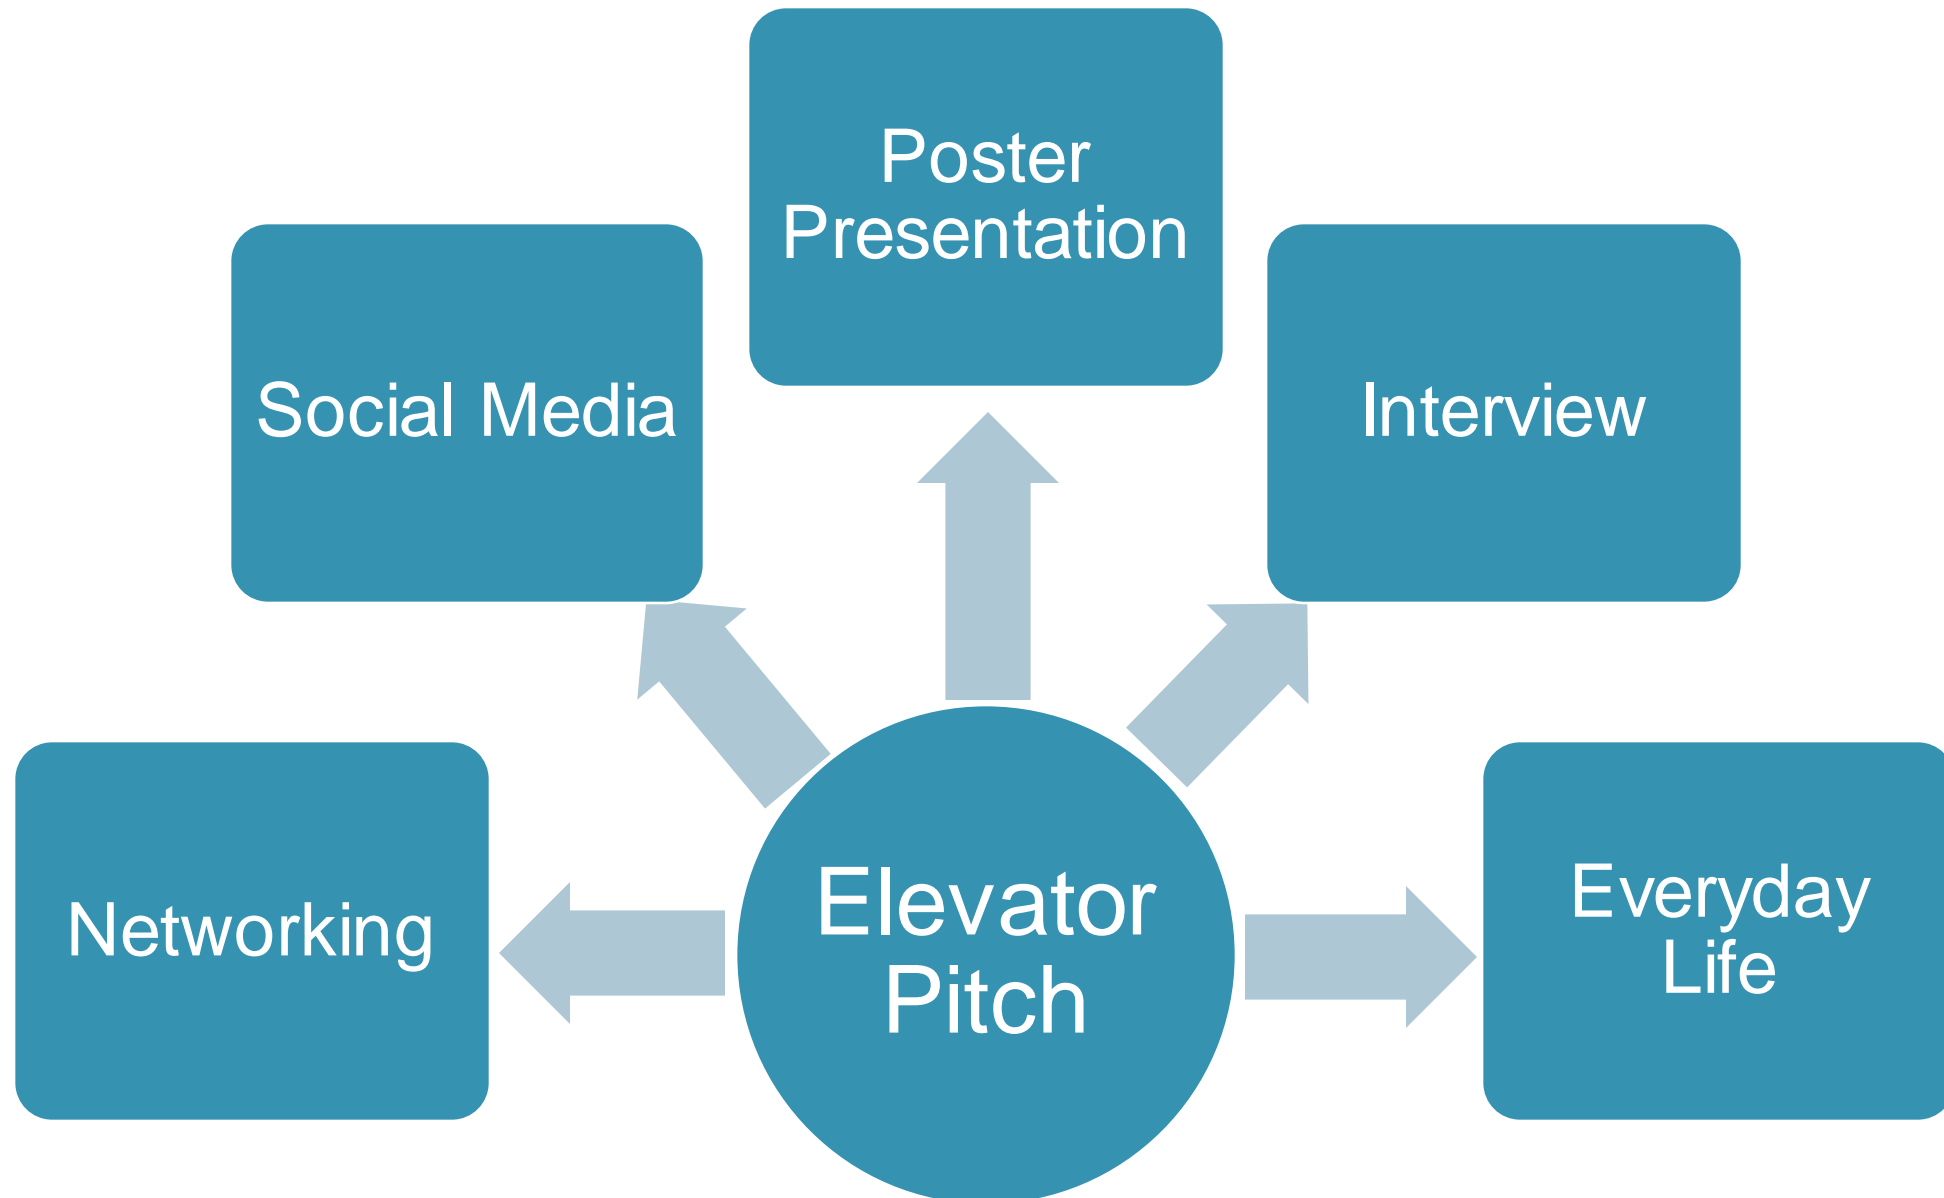 Poster
Presentation
Social Media
Interview
Networking
Elevator
Pitch
Everyday
Life